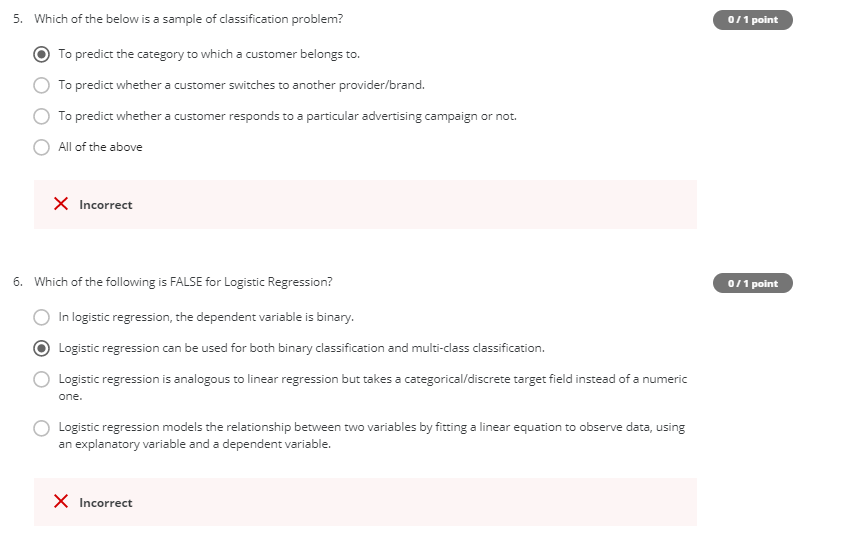 5. Which of the below is a sample of classification problem?
0 / 1 point
To predict the category to which a customer belongs to.
To predict whether a customer switches to another provider/brand.
To predict whether a customer responds to a particular advertising campaign or not.
All of the above
Incorrect
6. Which of the following is FALSE for Logistic Regression?
0 / 1 point
In logistic regression, the dependent variable is binary.
Logistic regression can be used for both binary classification and multi-class classification.
Logistic regression is analogous to linear regression but takes a categorical/discrete target field instead of a numeric
one.
Logistic regression models the relationship between two variables by fitting a linear equation to observe data, using
an explanatory variable and a dependent variable.
Incorrect